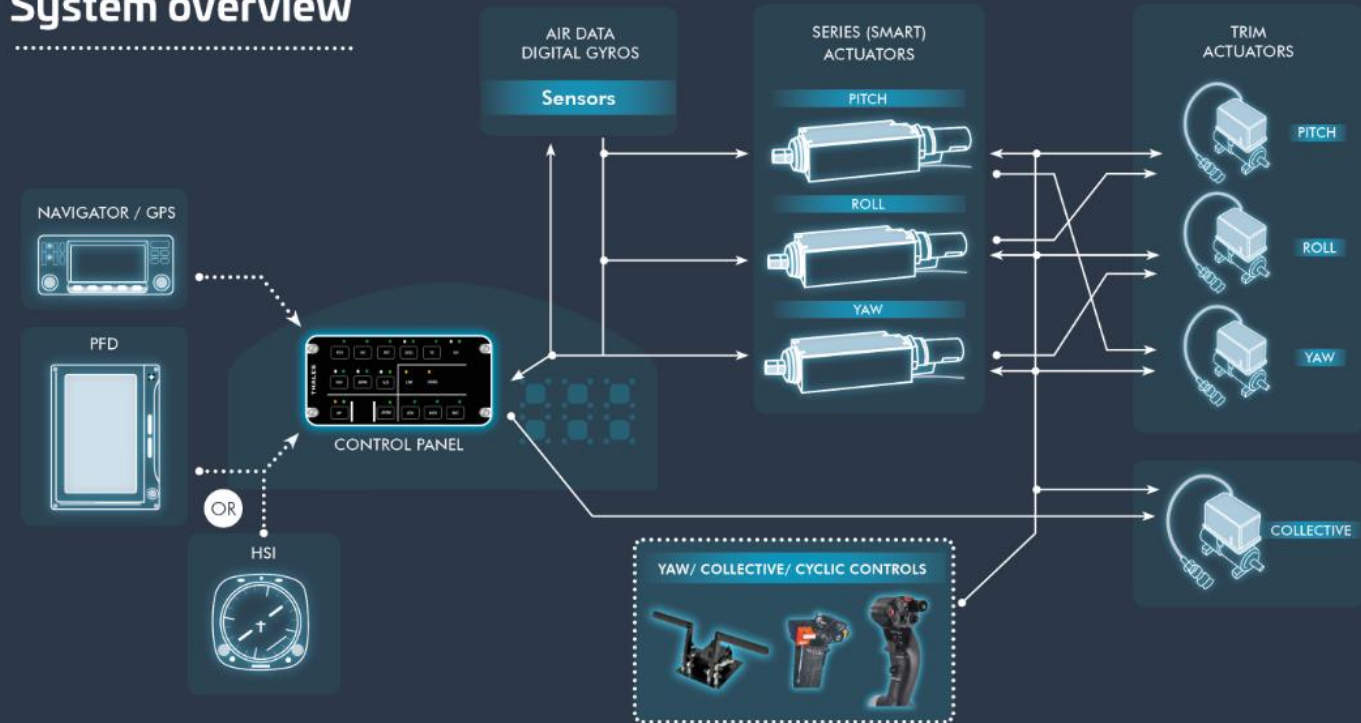 System overview
AIR DATA
DIGITAL GYROS
Sensors
SERIES (SMART)
ACTUATORS
PITCH
ROLL
YAW
TRIM
ACTUATORS
PITCH
ROLL
YAW
COLLECTIVE
NAVIGATOR / GPS
PFD
OR
HSI
THALES
CONTROL PANEL
YAW/ COLLECTIVE/ CYCLIC CONTROLS